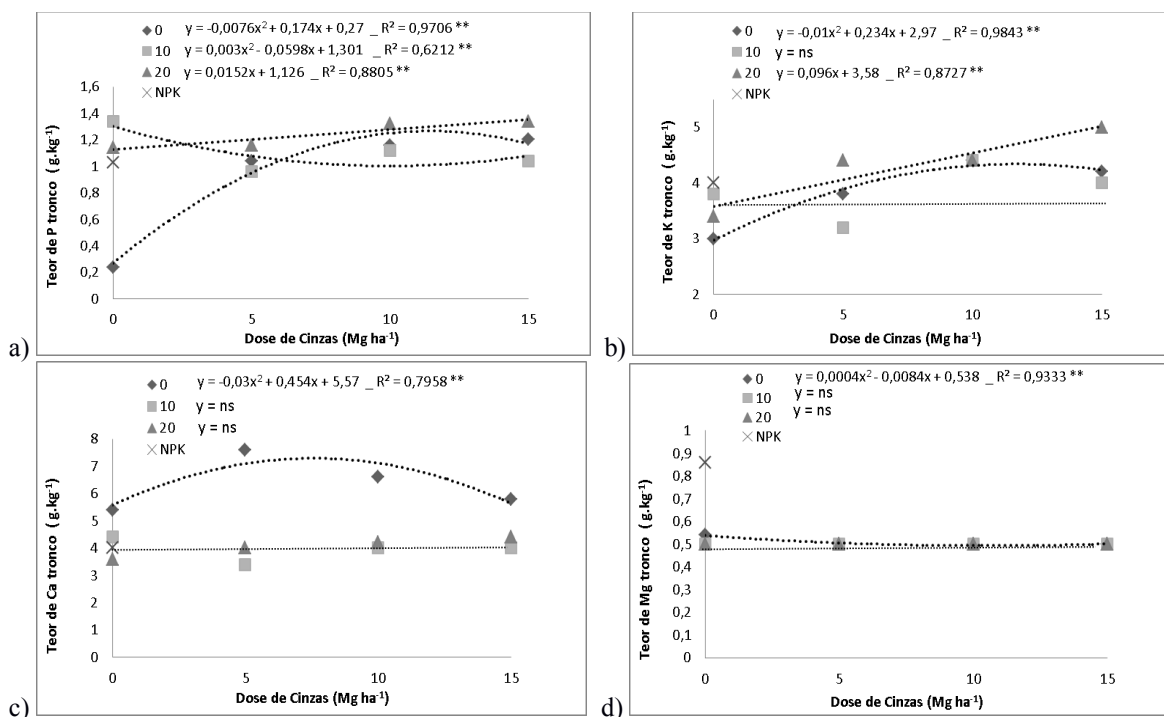 0 y = -0,0076x² + 0,174x + 0,27 _ R² = 0,9706 **
10 y = 0,003x² - 0,0598x + 1,301 _ R² = 0,6212 **
20 y = 0,0152x + 1,126 _ R² = 0,8805 **
NPK
1,6
1,4
1,2
1
0,8
0,6
0,4
0,2
0
Teor de P tronco ( g.kg⁻¹)
0 5 10 15
Dose de Cinzas (Mg ha⁻¹)
a)
0 y = -0,01x² + 0,234x + 2,97 _ R² = 0,9843 **
10 y = ns
20 y = 0,096x + 3,58 _ R² = 0,8727 **
NPK
5
4
3
2
Teor de K tronco ( g.kg⁻¹)
0 5 10 15
Dose de Cinzas (Mg ha⁻¹)
b)
0 y = -0,03x² + 0,454x + 5,57 _ R² = 0,7958 **
10 y = ns
20 y = ns
NPK
8
7
6
5
4
3
2
1
0
Teor de Ca tronco ( g.kg⁻¹)
0 5 10 15
Dose de Cinzas (Mg ha⁻¹)
c)
0 y = 0,0004x² - 0,0084x + 0,538 _ R² = 0,9333 **
10 y = ns
20 y = ns
NPK
1
0,9
0,8
0,7
0,6
0,5
0,4
0,3
0,2
0,1
0
Teor de Mg tronco ( g.kg⁻¹)
0 5 10 15
Dose de Cinzas (Mg ha⁻¹)
d)